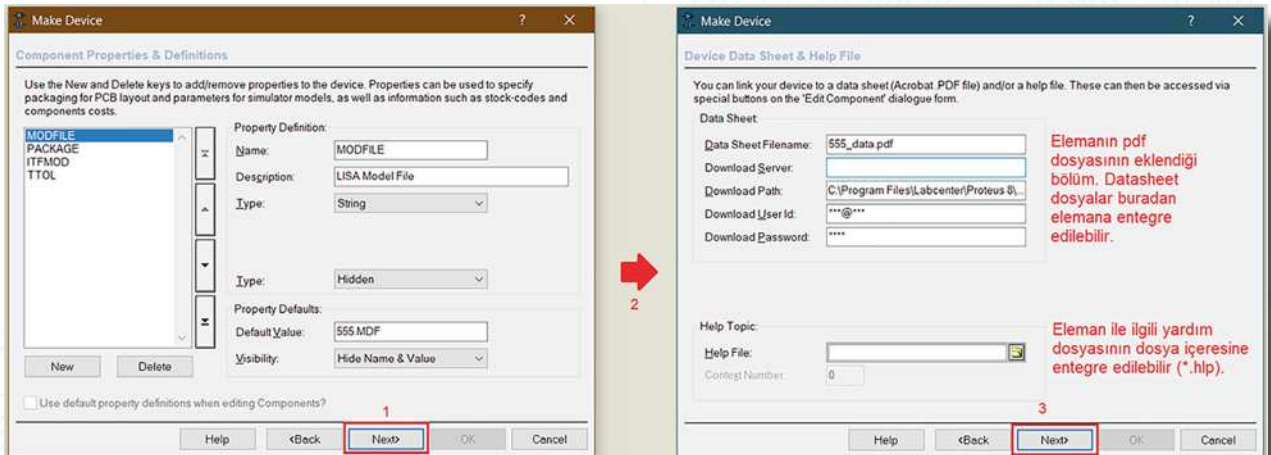 Make Device
?
×
Component Properties & Definitions
Use the New and Delete keys to add/remove properties to the device. Properties can be used to specify
packaging for PCB layout and parameters for simulator models, as well as information such as stock-codes and
components costs.
MODFILE
PACKAGE
ITFMOD
TTOL
New
Delete
Property Definition:
Name:
MODFILE
Description:
LISA Model File
Type:
String
Type:
Hidden
Property Defaults:
Default Value:
555.MDF
Visibility:
Hide Name & Value
Use default property definitions when editing Components?
1
Help
<Back
Next>
OK
Cancel
2
Make Device
?
×
Device Data Sheet & Help File
You can link your device to a data sheet (Acrobat .PDF file) and/or a help file. These can then be accessed via
special buttons on the 'Edit Component' dialogue form.
Data Sheet
Data Sheet Filename:
555_data.pdf
Download Server:
Download Path:
C:\Program Files\Labcenter\Proteus 8\...
Download User Id:
***@***
Download Password:
****
Elemanın pdf
dosyasının eklendiği
bölüm. Datasheet
dosyalar buradan
elemana entegre
edilebilir.
Help Topic:
Help File:
Context Number:
0
Eleman ile ilgili yardım
dosyasının dosya içeresine
entegre edilebilir (*.hlp).
3
Help
<Back
Next>
OK
Cancel